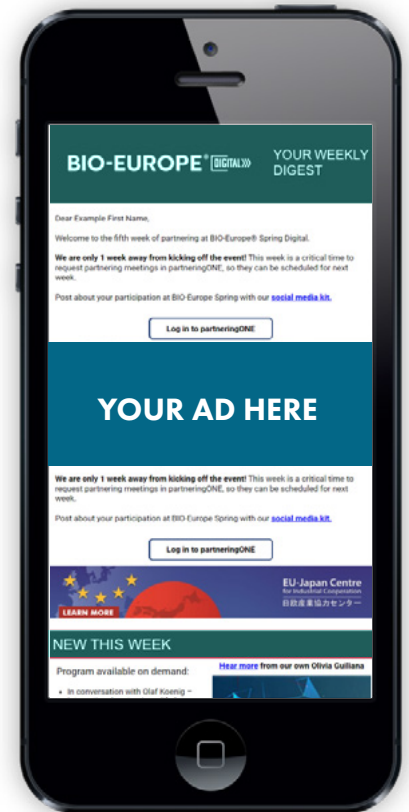 BIO-EUROPE® DIGITAL>>>
YOUR WEEKLY
DIGEST
Dear Example First Name,
Welcome to the fifth week of partnering at BIO-Europe® Spring Digital.
We are only 1 week away from kicking off the event! This week is a critical time to
request partnering meetings in partneringONE, so they can be scheduled for next
week.
Post about your participation at BIO-Europe Spring with our social media kit.
Log in to partneringONE
YOUR AD HERE
We are only 1 week away from kicking off the event! This week is a critical time to
request partnering meetings in partneringONE, so they can be scheduled for next
week.
Post about your participation at BIO-Europe Spring with our social media kit.
Log in to partneringONE
EU-Japan Centre
for Industrial Cooperation
日欧産業協力センター
LEARN MORE
NEW THIS WEEK
Program available on demand:
• In conversation with Olaf Koenig –
Hear more from our own Olivia Guiliana